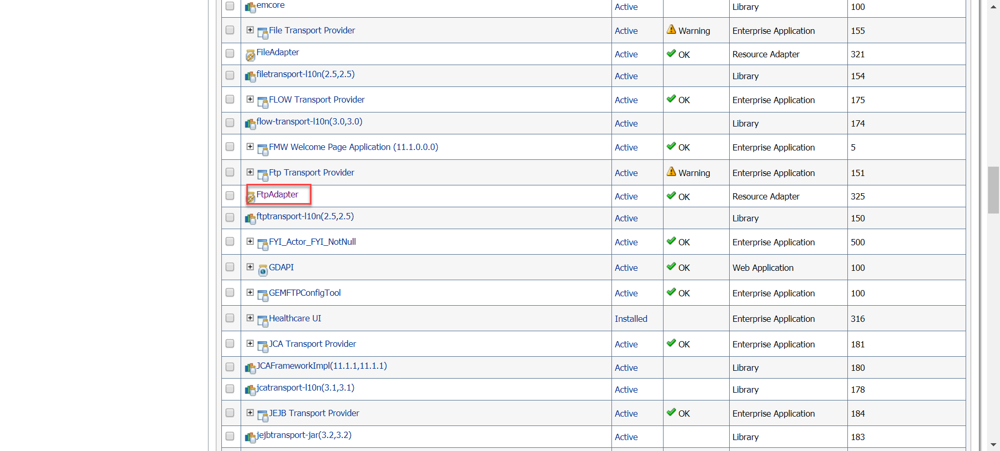 emcore Active Library 100
File Transport Provider Active Warning Enterprise Application 155
FileAdapter Active OK Resource Adapter 321
filetransport-l10n(2.5,2.5) Active Library 154
FLOW Transport Provider Active OK Enterprise Application 175
flow-transport-l10n(3.0,3.0) Active Library 174
FMW Welcome Page Application (11.1.0.0.0) Active OK Enterprise Application 5
Ftp Transport Provider Active Warning Enterprise Application 151
FtpAdapter Active OK Resource Adapter 325
ftptransport-l10n(2.5,2.5) Active Library 150
FYI_Actor_FYI_NotNull Active OK Enterprise Application 500
GDAPI Active OK Web Application 100
GEMFTPConfigTool Active OK Enterprise Application 100
Healthcare UI Installed Enterprise Application 316
JCA Transport Provider Active OK Enterprise Application 181
JCAFrameworkImpl(11.1.1,11.1.1) Active Library 180
jcatransport-l10n(3.1,3.1) Active Library 178
JEJB Transport Provider Active OK Enterprise Application 184
jejbtransport-jar(3.2,3.2) Active Library 183